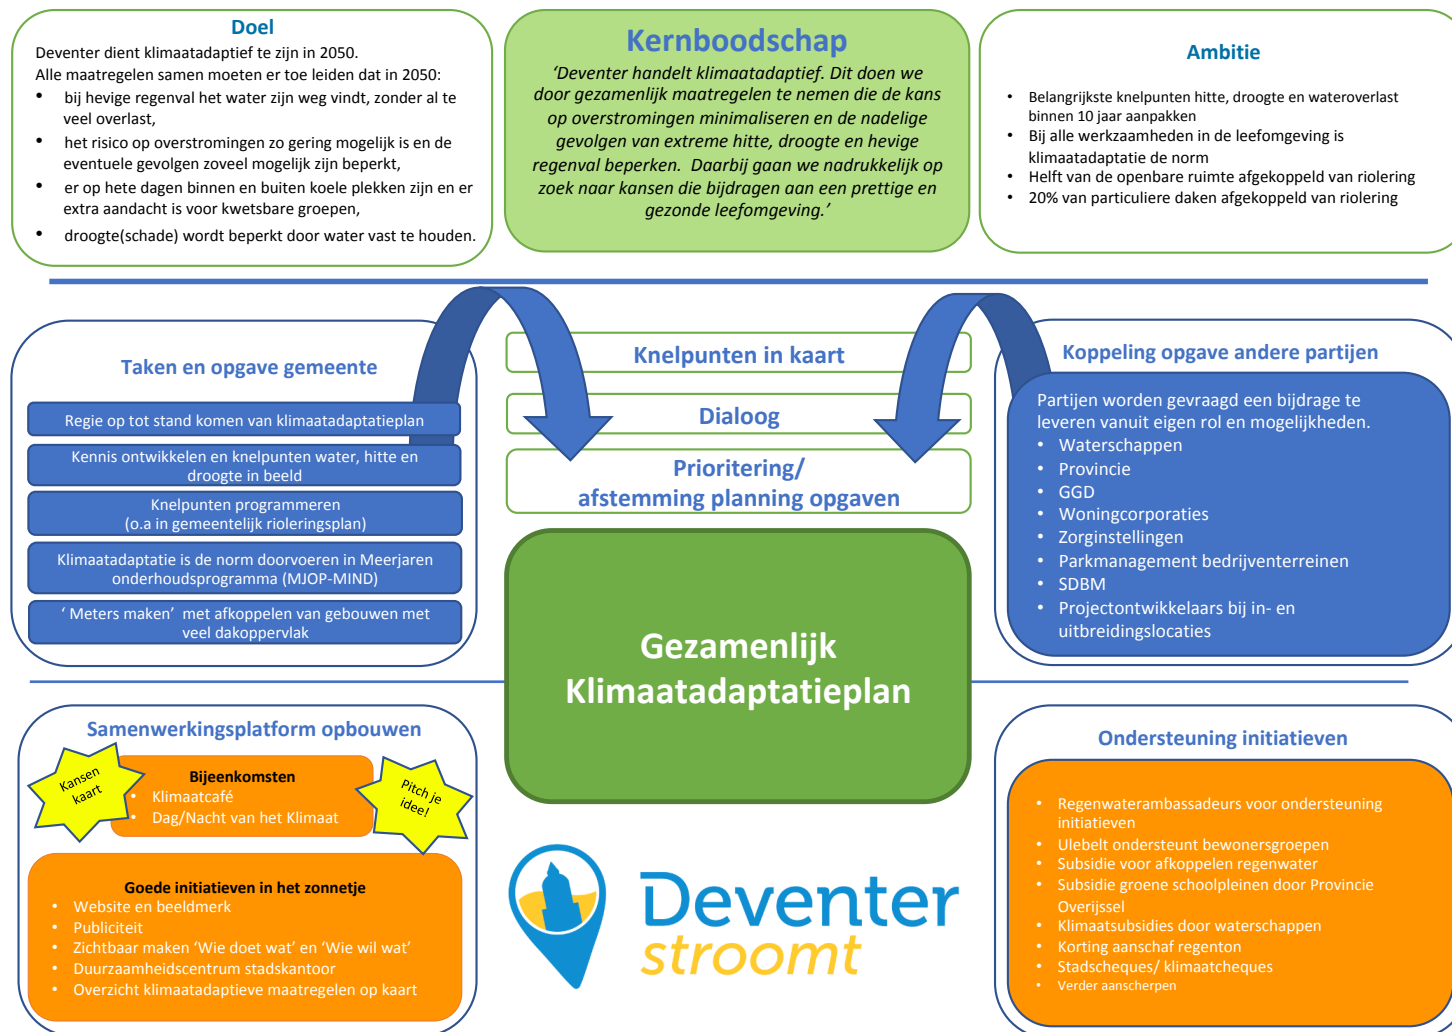 Doel
Deventer dient klimaatadaptief te zijn in 2050.
Alle maatregelen samen moeten er toe leiden dat in 2050:
• bij hevige regenval het water zijn weg vindt, zonder al te
veel overlast,
• het risico op overstromingen zo gering mogelijk is en de
eventuele gevolgen zoveel mogelijk zijn beperkt,
• er op hete dagen binnen en buiten koele plekken zijn en er
extra aandacht is voor kwetsbare groepen,
• droogte(schade) wordt beperkt door water vast te houden.
Kernboodschap
‘Deventer handelt klimaatadaptief. Dit doen we
door gezamenlijk maatregelen te nemen die de kans
op overstromingen minimaliseren en de nadelige
gevolgen van extreme hitte, droogte en hevige
regenval beperken. Daarbij gaan we nadrukkelijk op
zoek naar kansen die bijdragen aan een prettige en
gezonde leefomgeving.’
Ambitie
• Belangrijkste knelpunten hitte, droogte en wateroverlast
binnen 10 jaar aanpakken
• Bij alle werkzaamheden in de leefomgeving is
klimaatadaptatie de norm
• Helft van de openbare ruimte afgekoppeld van riolering
• 20% van particuliere daken afgekoppeld van riolering
Taken en opgave gemeente
Regie op tot stand komen van klimaatadaptatieplan
Kennis ontwikkelen en knelpunten water, hitte en
droogte in beeld
Knelpunten programmeren
(o.a in gemeentelijk rioleringsplan)
Klimaatadaptatie is de norm doorvoeren in Meerjaren
onderhoudsprogramma (MJOP-MIND)
‘ Meters maken’ met afkoppelen van gebouwen met
veel dakoppervlak
Knelpunten in kaart
Dialoog
Prioritering/
afstemming planning opgaven
Gezamenlijk
Klimaatadaptatieplan
Koppeling opgave andere partijen
Partijen worden gevraagd een bijdrage te
leveren vanuit eigen rol en mogelijkheden.
• Waterschappen
• Provincie
• GGD
• Woningcorporaties
• Zorginstellingen
• Parkmanagement bedrijventerreinen
• SDBM
• Projectontwikkelaars bij in- en
uitbreidingslocaties
Samenwerkingsplatform opbouwen
Kansen
kaart
Bijeenkomsten
• Klimaatcafé
• Dag/Nacht van het Klimaat
Pitch je
idee!
Goede initiatieven in het zonnetje
• Website en beeldmerk
• Publiciteit
• Zichtbaar maken ‘Wie doet wat’ en ‘Wie wil wat’
• Duurzaamheidscentrum stadskantoor
• Overzicht klimaatadaptieve maatregelen op kaart
Deventer
stroomt
Ondersteuning initiatieven
• Regenwaterambassadeurs voor ondersteuning
initiatieven
• Ulebelt ondersteunt bewonersgroepen
• Subsidie voor afkoppelen regenwater
• Subsidie groene schoolpleinen door Provincie
Overijssel
• Klimaatsubsidies door waterschappen
• Korting aanschaf regenton
• Stadscheques/ klimaatcheques
• Verder aanscherpen